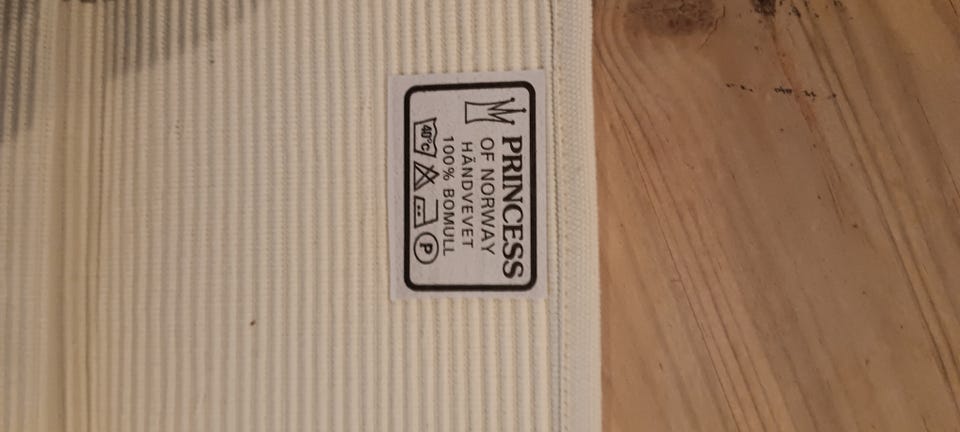 PRINCESS
OF NORWAY
HÅNDVEVET
100% BOMULL
40°C P